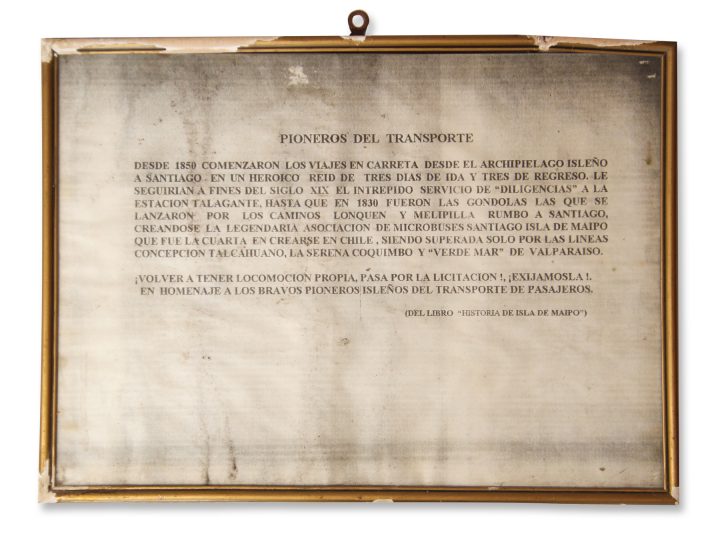 PIONEROS DEL TRANSPORTE
DESDE 1850 COMENZARON LOS VIAJES EN CARRETA DESDE EL ARCHIPIELAGO ISLEÑO
A SANTIAGO EN UN HEROICO REID DE TRES DIAS DE IDA Y TRES DE REGRESO. LE
SEGUIRIAN A FINES DEL SIGLO XIX EL INTREPIDO SERVICIO DE "DILIGENCIAS" A LA
ESTACION TALAGANTE, HASTA QUE EN 1830 FUERON LAS GONDOLAS LAS QUE SE
LANZARON POR LOS CAMINOS LONQUEN Y MELIPILLA RUMBO A SANTIAGO,
CREANDOSE LA LEGENDARIA ASOCIACION DE MICROBUSES SANTIAGO ISLA DE MAIPO
QUE FUE LA CUARTA EN CREARSE EN CHILE , SIENDO SUPERADA SOLO POR LAS LINEAS
CONCEPCION TALCAHUANO, LA SERENA COQUIMBO Y "VERDE MAR" DE VALPARAISO.
¡VOLVER A TENER LOCOMOCION PROPIA, PASA POR LA LICITACION !, ¡EXIJAMOSLA !.
EN HOMENAJE A LOS BRAVOS PIONEROS ISLEÑOS DEL TRANSPORTE DE PASAJEROS.
(DEL LIBRO "HISTORIA DE ISLA DE MAIPO")